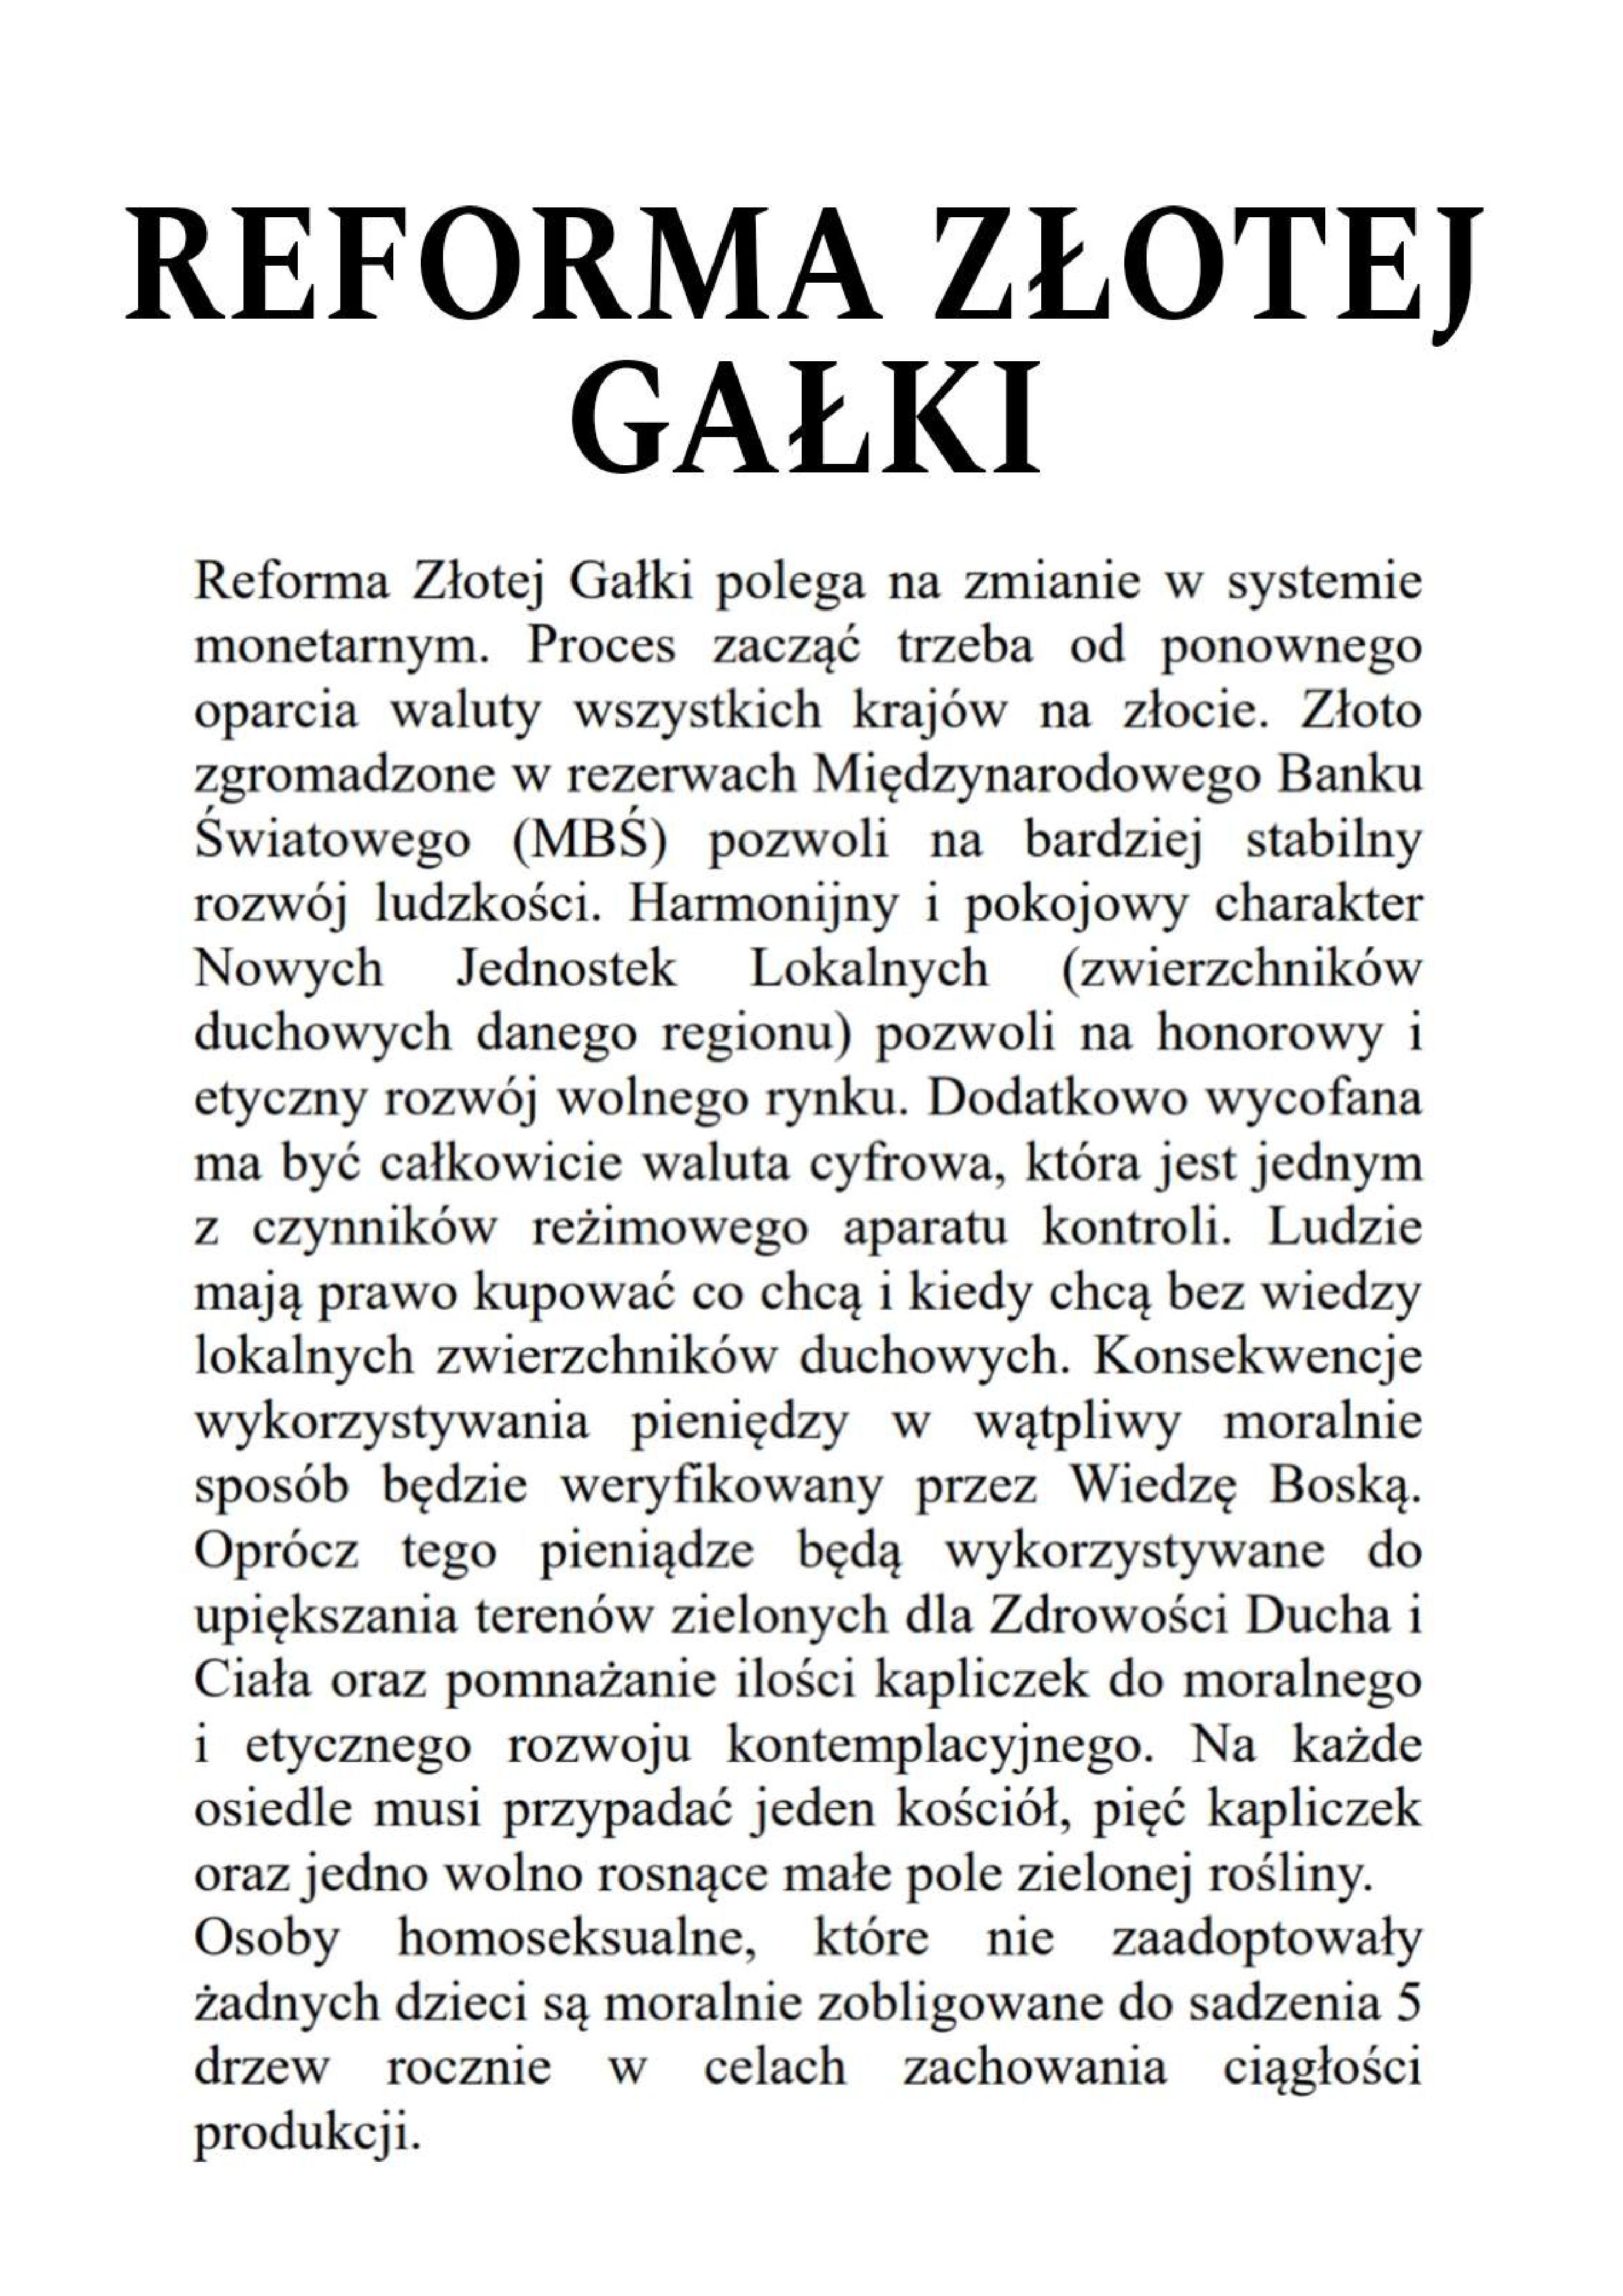 REFORMA ZŁOTEJ
GAŁKI
Reforma Złotej Gałki polega na zmianie w systemie
monetarnym. Proces zacząć trzeba od ponownego
oparcia waluty wszystkich krajów na złocie. Złoto
zgromadzone w rezerwach Międzynarodowego Banku
Światowego (MBŚ) pozwoli na bardziej stabilny
rozwój ludzkości. Harmonijny i pokojowy charakter
Nowych Jednostek Lokalnych (zwierzchników
duchowych danego regionu) pozwoli na honorowy i
etyczny rozwój wolnego rynku. Dodatkowo wycofana
ma być całkowicie waluta cyfrowa, która jest jednym
z czynników reżimowego aparatu kontroli. Ludzie
mają prawo kupować co chcą i kiedy chcą bez wiedzy
lokalnych zwierzchników duchowych. Konsekwencje
wykorzystywania pieniędzy w wątpliwy moralnie
sposób będzie weryfikowany przez Wiedzę Boską.
Oprócz tego pieniądze będą wykorzystywane do
upiększania terenów zielonych dla Zdrowości Ducha i
Ciała oraz pomnażanie ilości kapliczek do moralnego
i etycznego rozwoju kontemplacyjnego. Na każde
osiedle musi przypadać jeden kościół, pięć kapliczek
oraz jedno wolno rosnące małe pole zielonej rośliny.
Osoby homoseksualne, które nie zaadoptowały
żadnych dzieci są moralnie zobligowane do sadzenia 5
drzew rocznie w celach zachowania ciągłości
produkcji.